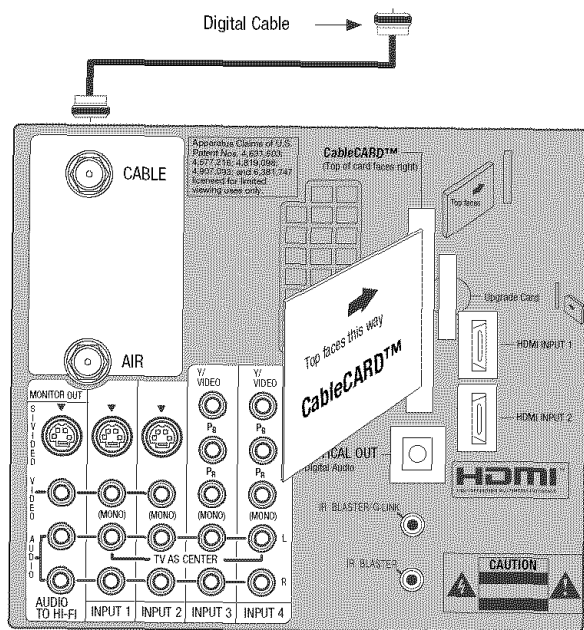 Digital Cable
CABLE
Apparatus Claims of U.S.
Patent Nos. 4,631,603;
4,577,216; 4,819,098;
4,907,093; and 6,381,747
licensed for limited
viewing uses only.
CableCARD™
(Top of card faces right)
Top faces
Upgrade Card
HDMI INPUT 1
HDMI INPUT 2
Top faces this way
CableCARD™
AIR
MONITOR OUT
S-VIDEO
Y/
VIDEO
Y/
VIDEO
PB
PB
PR
PR
VIDEO
(MONO)
(MONO)
(MONO)
(MONO)
TICAL OUT
Digital Audio
HDMI
IR BLASTER/G-LINK
IR BLASTER
CAUTION
AUDIO
L
TV AS CENTER
R
AUDIO
TO HI-FI
INPUT 1
INPUT 2
INPUT 3
INPUT 4